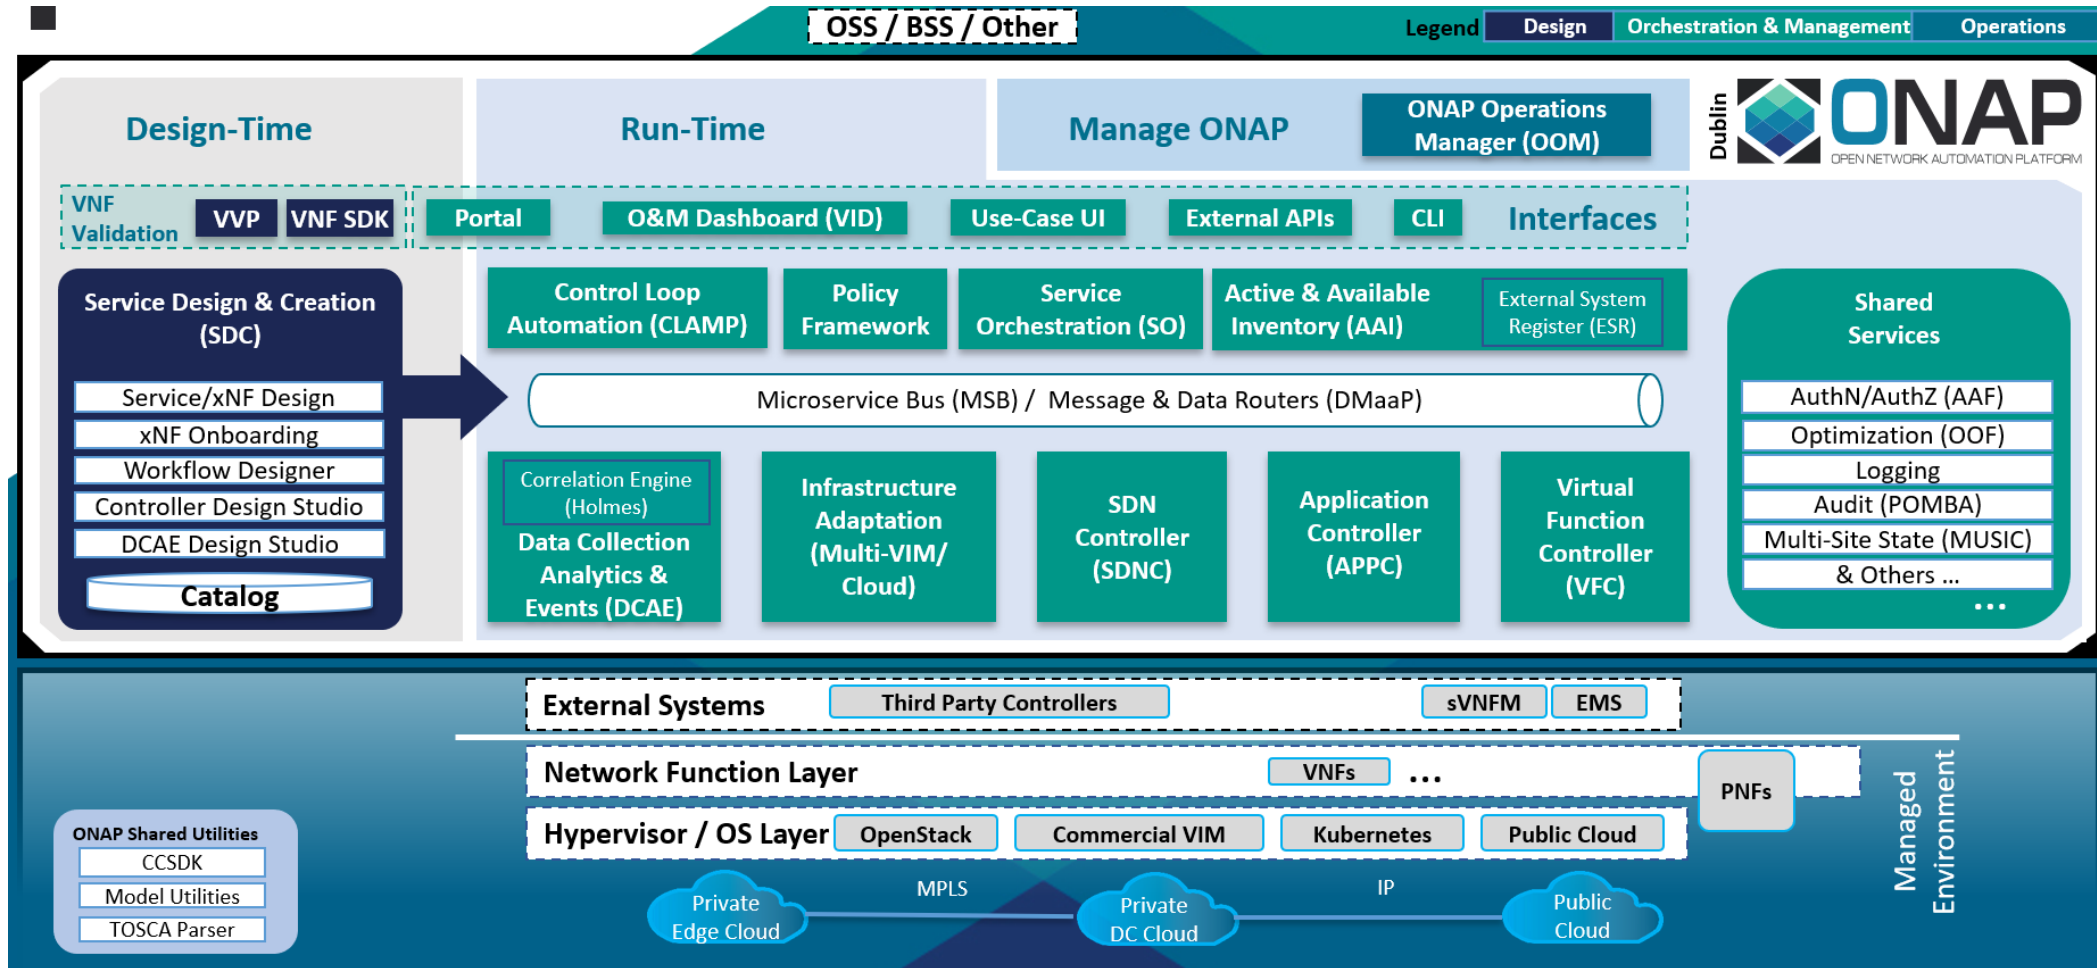 OSS / BSS / Other
Legend
Design
Orchestration & Management
Operations
Design-Time
Run-Time
Manage ONAP
ONAP Operations
Manager (OOM)
Dublin
ONAP
OPEN NETWORK AUTOMATION PLATFORM
VNF
Validation
VVP
VNF SDK
Portal
O&M Dashboard (VID)
Use-Case UI
External APIs
CLI
Interfaces
Service Design & Creation
(SDC)
Service/xNF Design
xNF Onboarding
Workflow Designer
Controller Design Studio
DCAE Design Studio
Catalog
Control Loop
Automation (CLAMP)
Policy
Framework
Service
Orchestration (SO)
Active & Available
Inventory (AAI)
External System
Register (ESR)
Microservice Bus (MSB) / Message & Data Routers (DMaaP)
Correlation Engine
(Holmes)
Data Collection
Analytics &
Events (DCAE)
Infrastructure
Adaptation
(Multi-VIM/
Cloud)
SDN
Controller
(SDNC)
Application
Controller
(APPC)
Virtual
Function
Controller
(VFC)
Shared
Services
AuthN/AuthZ (AAF)
Optimization (OOF)
Logging
Audit (POMBA)
Multi-Site State (MUSIC)
& Others ...
...
External Systems
Third Party Controllers
sVNFM
EMS
Network Function Layer
VNFs
...
PNFs
Hypervisor / OS Layer
OpenStack
Commercial VIM
Kubernetes
Public Cloud
Managed
Environment
ONAP Shared Utilities
CCSDK
Model Utilities
TOSCA Parser
Private
Edge Cloud
MPLS
Private
DC Cloud
IP
Public
Cloud